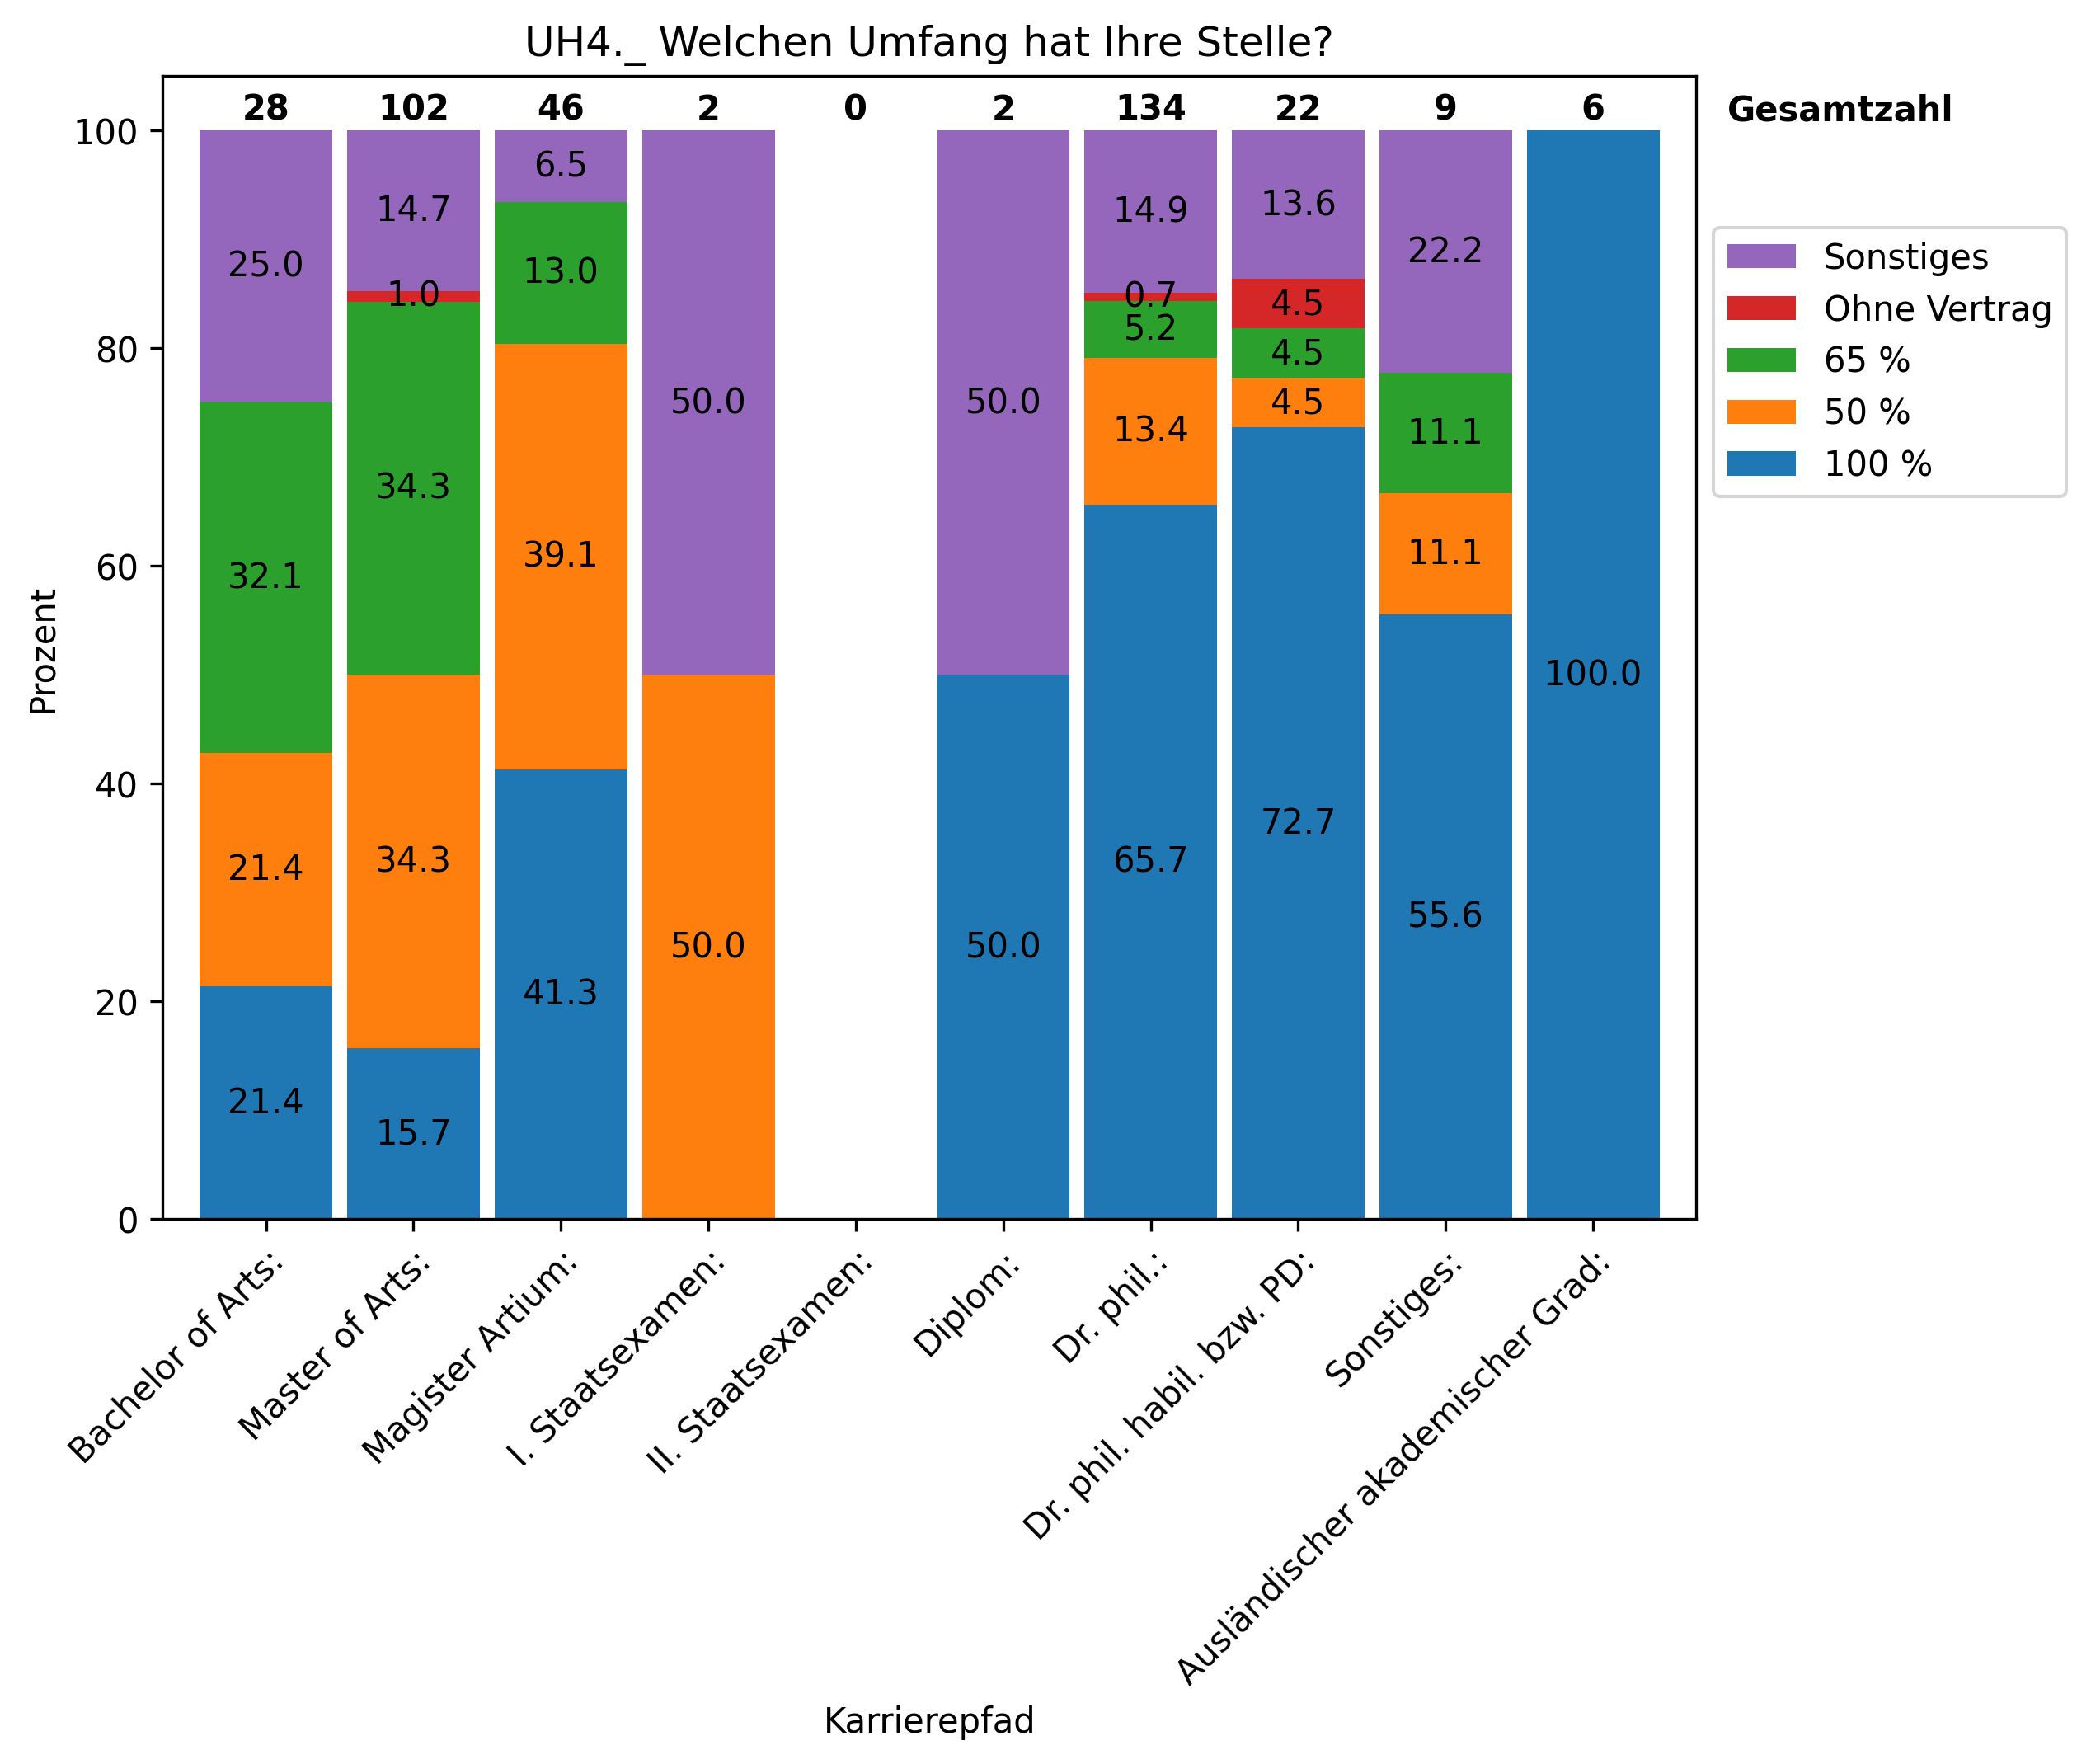 UH4._ Welchen Umfang hat Ihre Stelle?
28 102 46 2 0 2 134 22 9 6 Gesamtzahl
Sonstiges
Ohne Vertrag
65 %
50 %
100 %
Prozent
100
80
60
40
20
0
25.0
32.1
21.4
21.4
14.7
1.0
34.3
34.3
15.7
6.5
13.0
39.1
41.3
50.0
50.0
50.0
50.0
14.9
0.7
5.2
13.4
65.7
13.6
4.5
4.5
4.5
72.7
22.2
11.1
11.1
55.6
100.0
Bachelor of Arts:
Master of Arts:
Magister Artium:
I. Staatsexamen:
II. Staatsexamen:
Diplom:
Dr. phil.:
Dr. phil. habil. bzw. PD:
Sonstiges:
Ausländischer akademischer Grad:
Karrierepfad